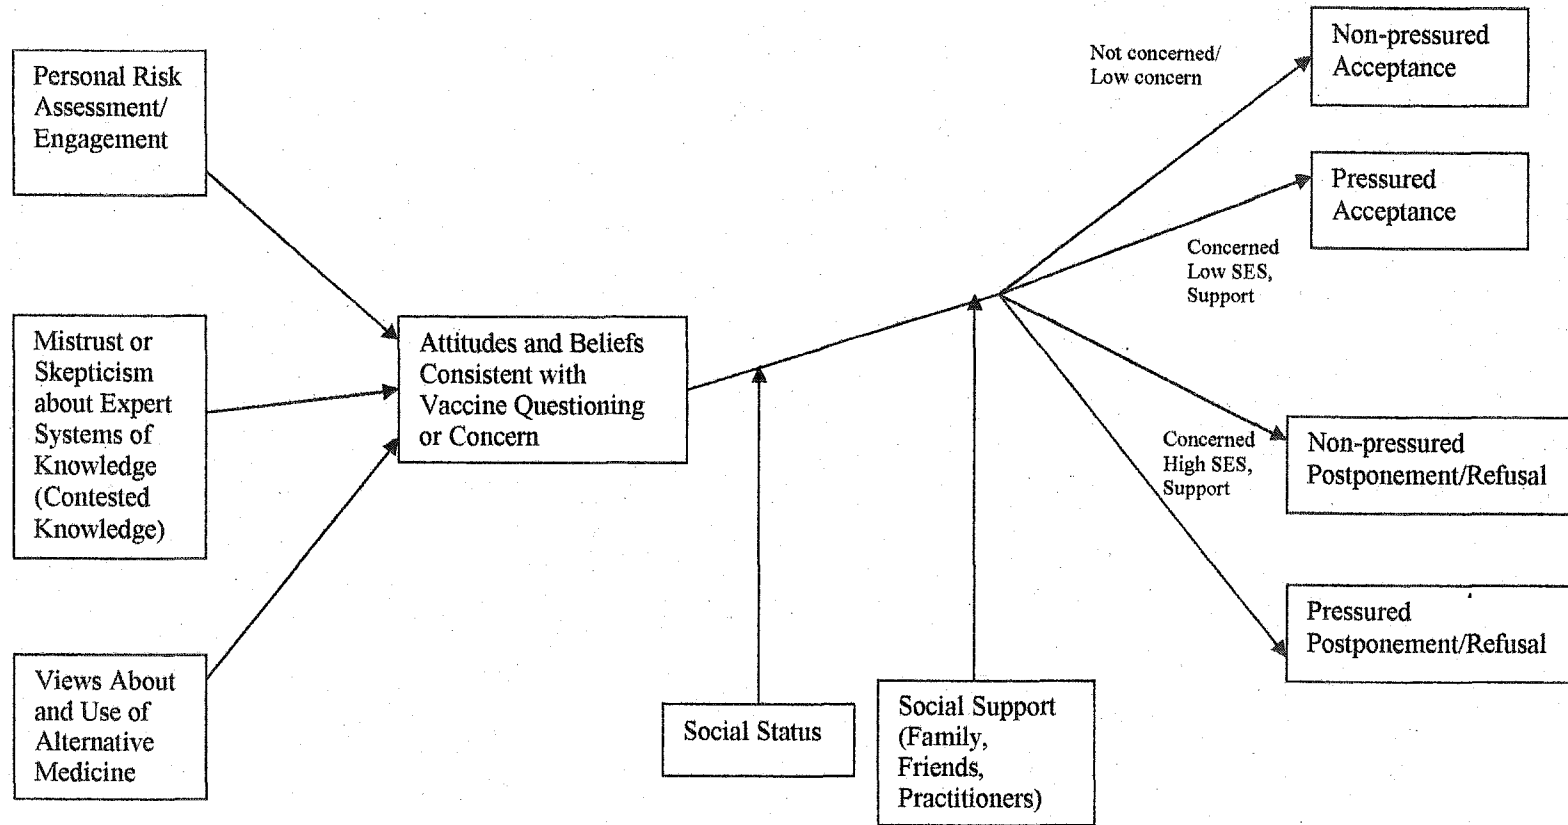 Personal Risk
Assessment/
Engagement
Mistrust or
Skepticism
about Expert
Systems of
Knowledge
(Contested
Knowledge)
Views About
and Use of
Alternative
Medicine
Attitudes and Beliefs
Consistent with
Vaccine Questioning
or Concern
Social Status
Social Support
(Family,
Friends,
Practitioners)
Not concerned/
Low concern
Concerned
Low SES,
Support
Concerned
High SES,
Support
Non-pressured
Acceptance
Pressured
Acceptance
Non-pressured
Postponement/Refusal
Pressured
Postponement/Refusal